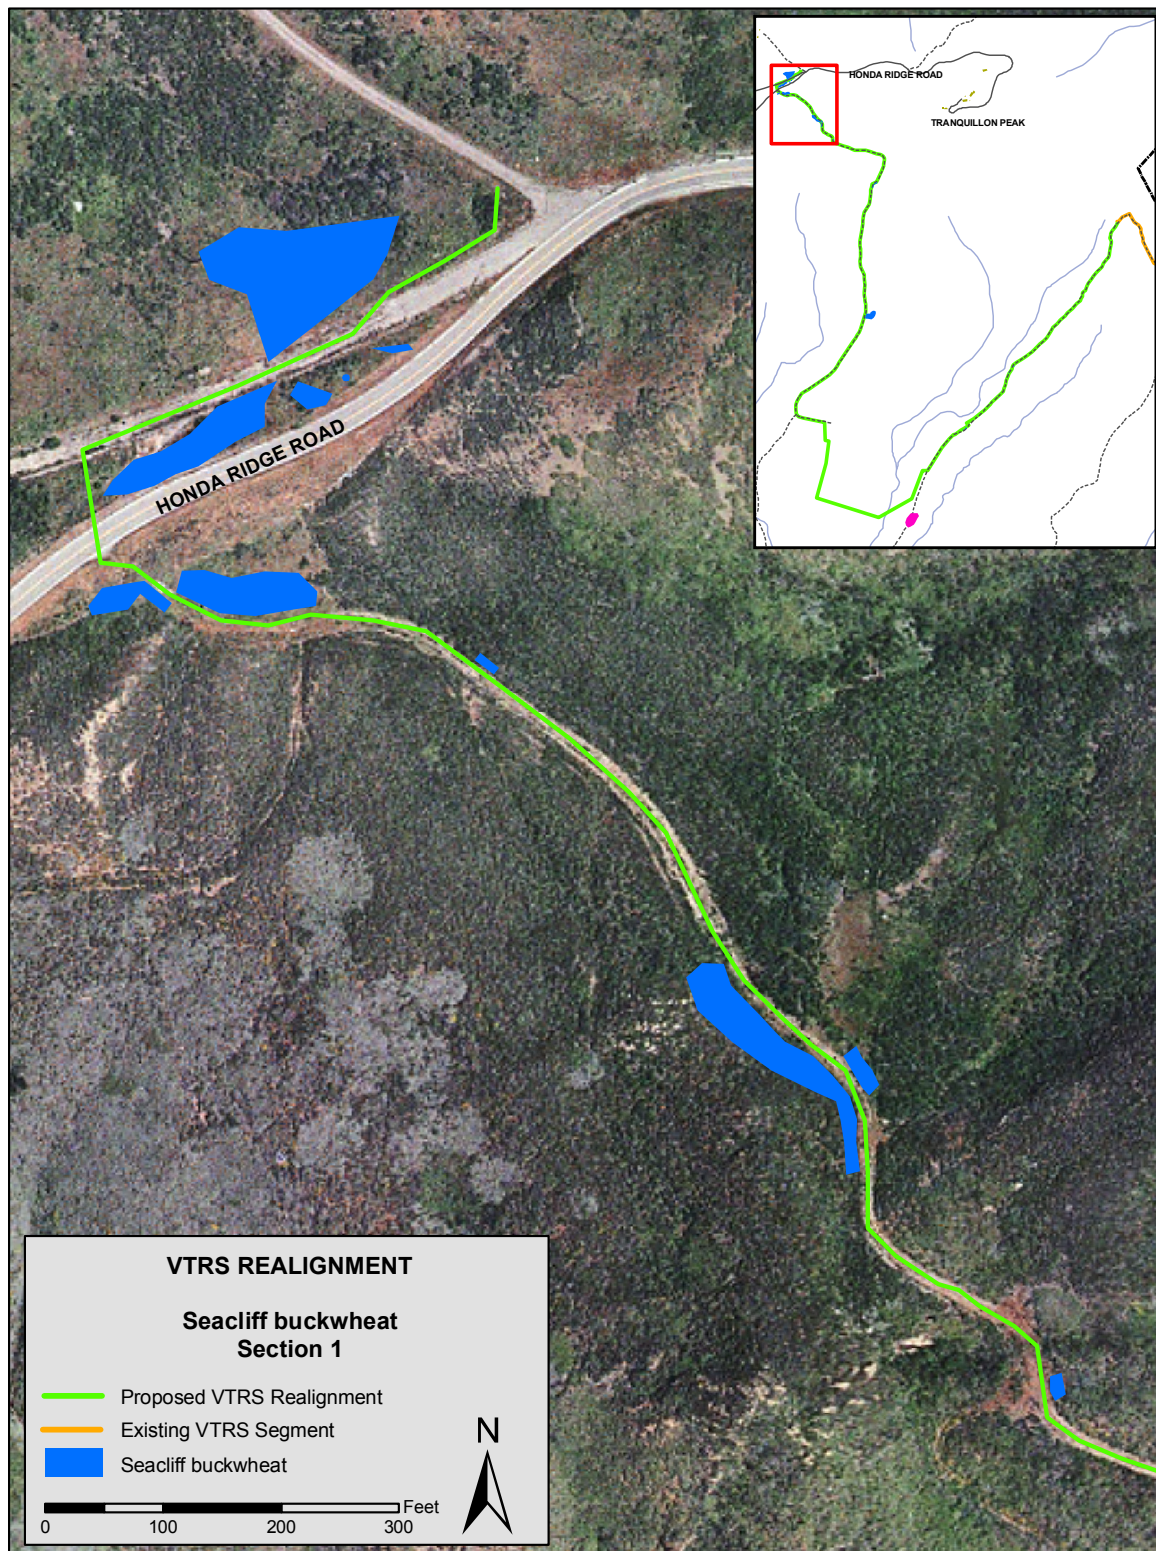 HONDA RIDGE ROAD
TRANQUILLON PEAK
HONDA RIDGE ROAD
VTRS REALIGNMENT
Seacliff buckwheat
Section 1
Proposed VTRS Realignment
Existing VTRS Segment
Seacliff buckwheat
N
Feet
0 100 200 300